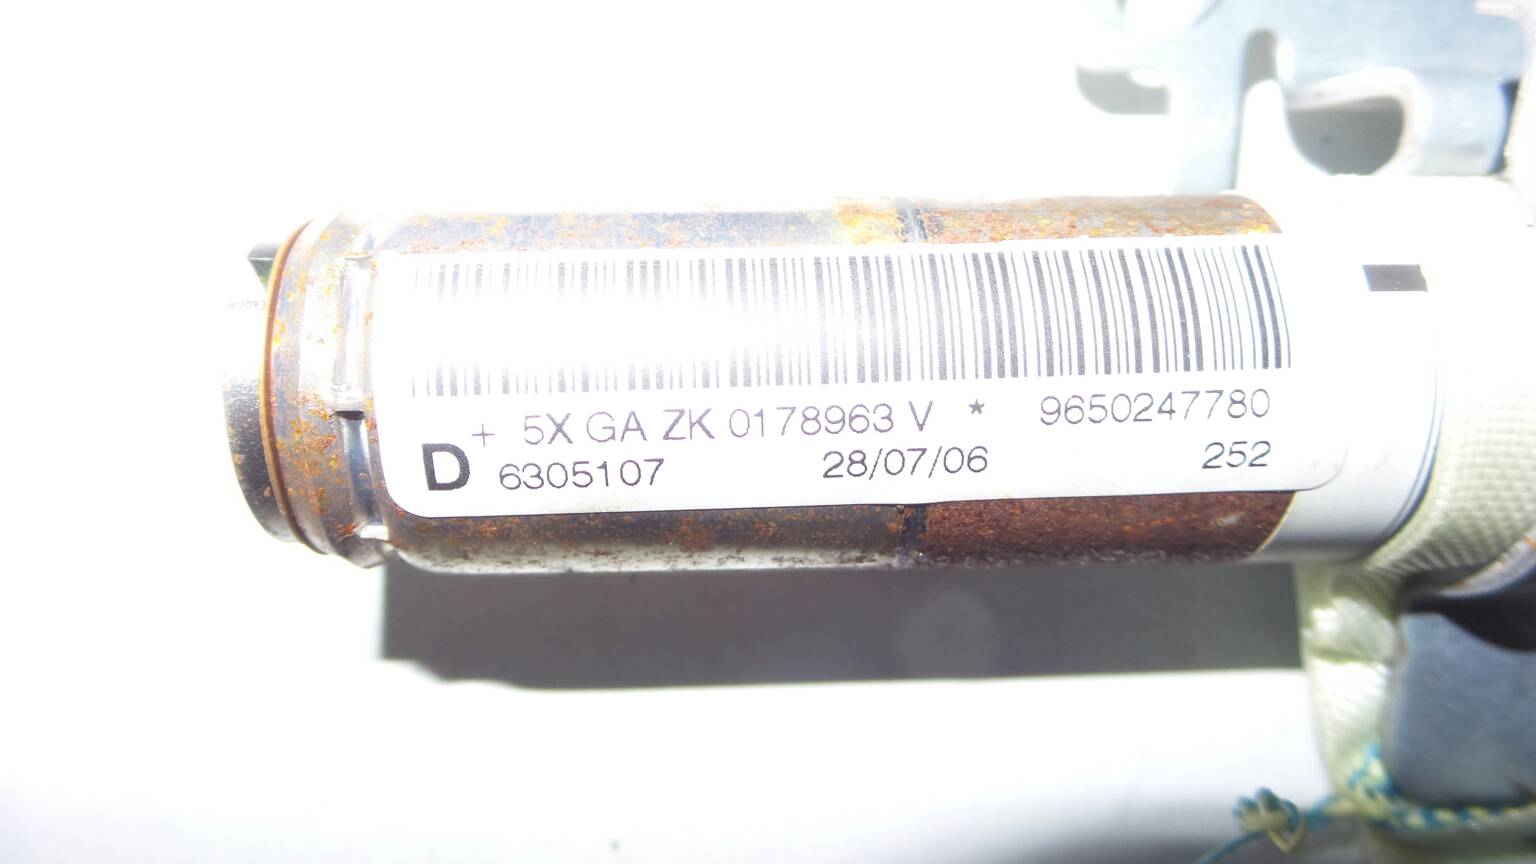 + 5X GA ZK 0178963 V * 9650247780
D 6305107 28/07/06 252